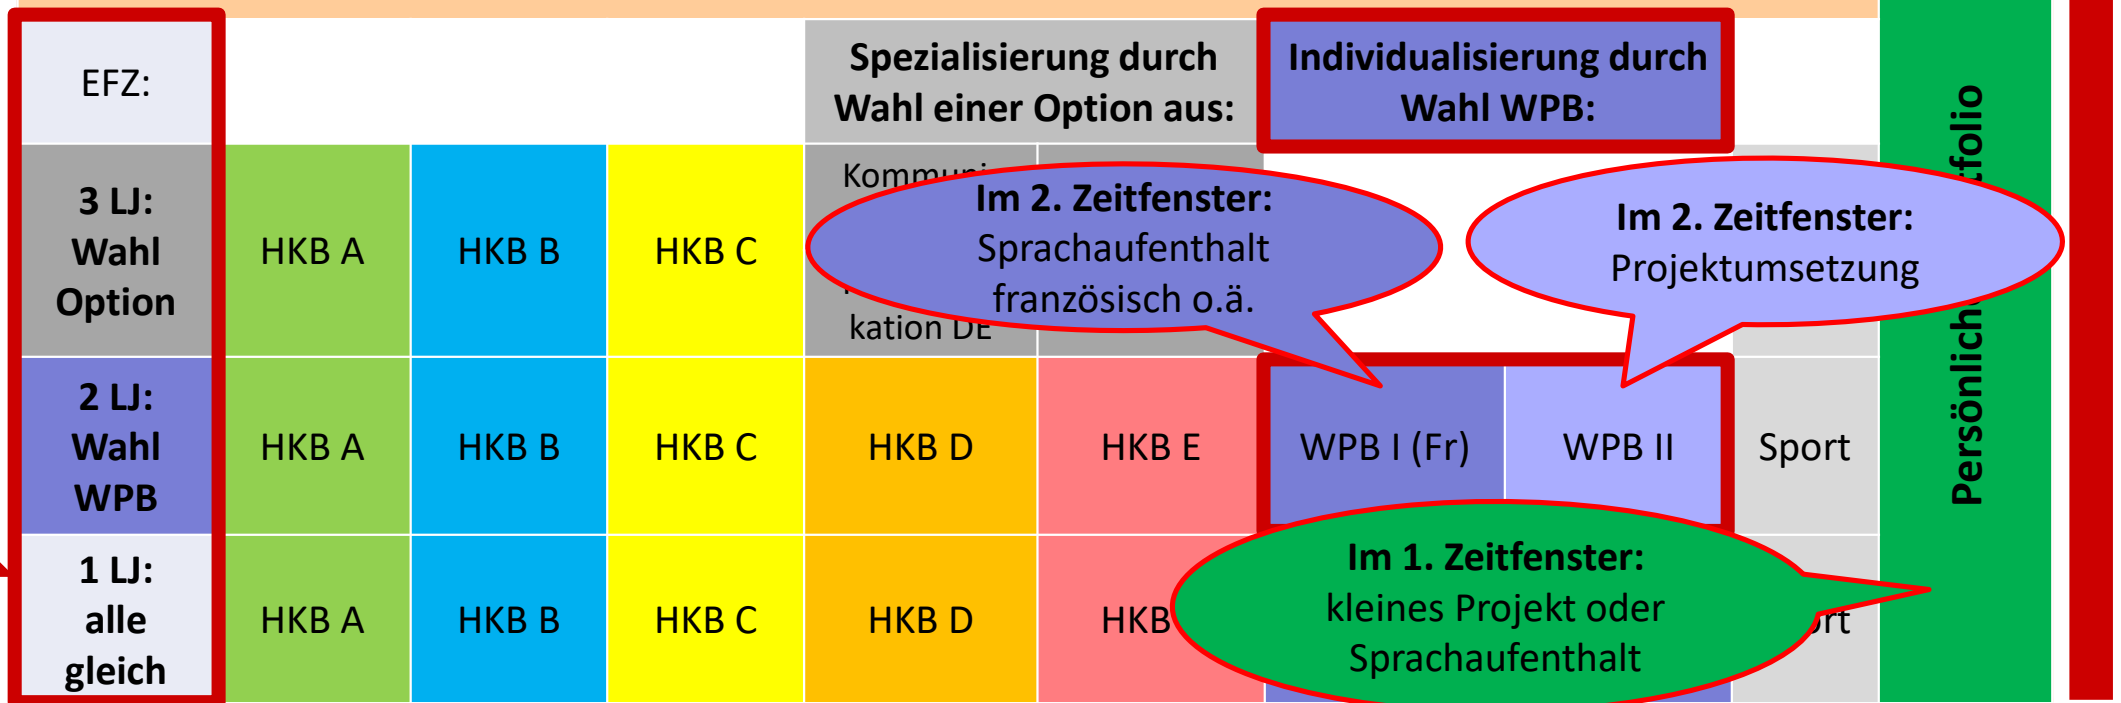 EFZ:
Spezialisierung durch
Wahl einer Option aus:
Individualisierung durch
Wahl WPB:
3 LJ:
Wahl
Option
HKB A
HKB B
HKB C
kation DE
Im 2. Zeitfenster:
Sprachaufenthalt
französisch o.ä.
Im 2. Zeitfenster:
Projektumsetzung
2 LJ:
Wahl
WPB
HKB A
HKB B
HKB C
HKB D
HKB E
WPB I (Fr)
WPB II
Sport
1 LJ:
alle
gleich
HKB A
HKB B
HKB C
HKB D
HKB
Im 1. Zeitfenster:
kleines Projekt oder
Sprachaufenthalt